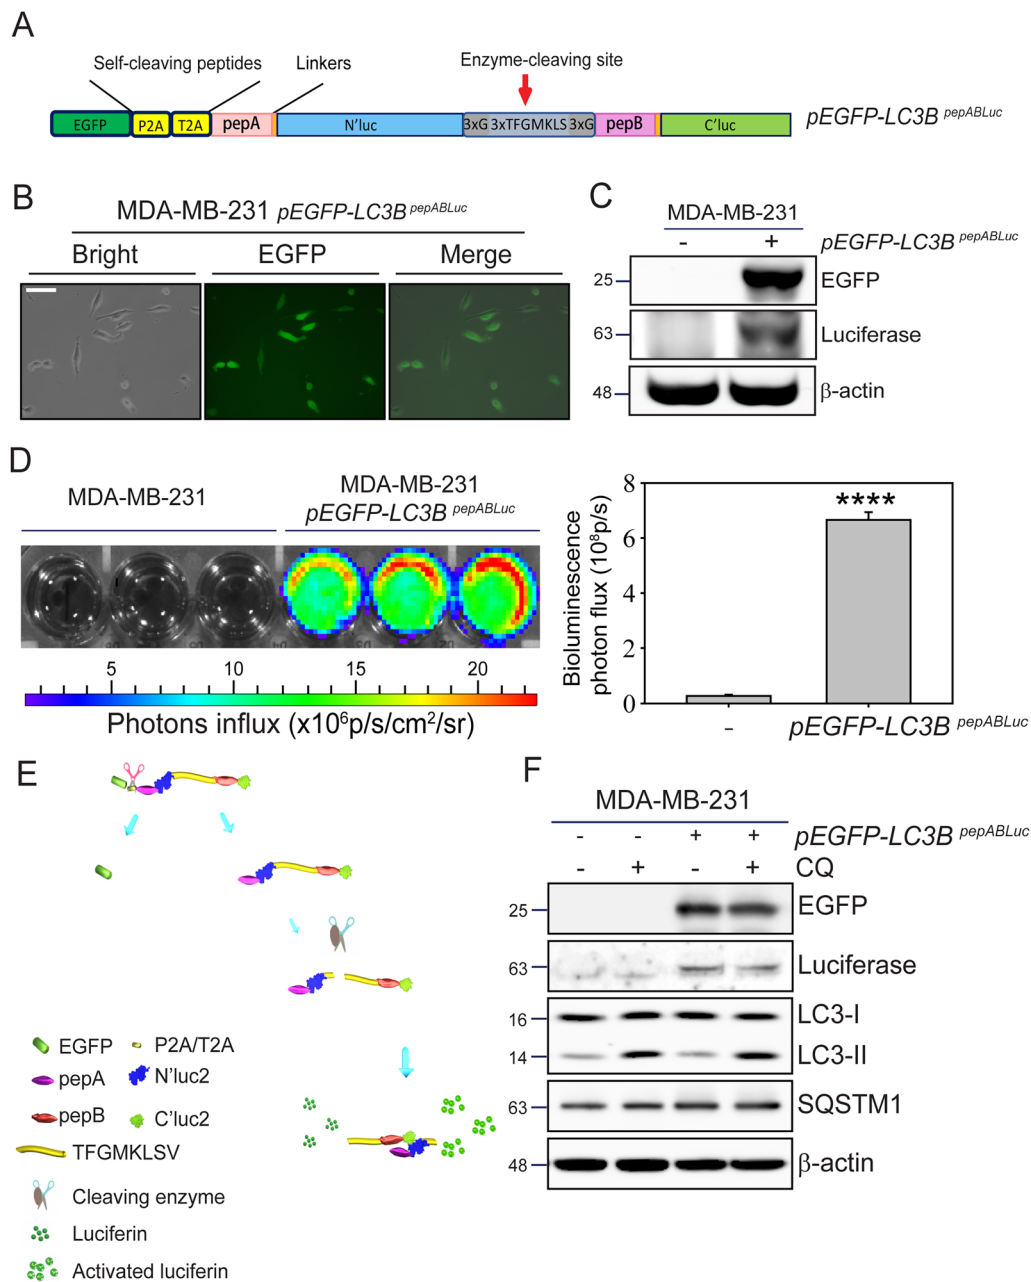 A
Self-cleaving peptides
Linkers
Enzyme-cleaving site
EGFP P2A T2A pepA N'luc 3xG 3xTFGMKLS 3xG pepB C'luc
pEGFP-LC3B pepABLuc
B
MDA-MB-231 pEGFP-LC3B pepABLuc
Bright EGFP Merge
C
MDA-MB-231
- + pEGFP-LC3B pepABLuc
25 EGFP
63 Luciferase
48 β-actin
D
MDA-MB-231
MDA-MB-231
pEGFP-LC3B pepABLuc
5 10 15 20
Photons influx (x10⁶p/s/cm²/sr)
Bioluminescence
photon flux (10⁸p/s)
8
6
4
2
0
****
- pEGFP-LC3B pepABLuc
E
EGFP P2A/T2A
pepA N'luc2
pepB C'luc2
TFGMKLSV
Cleaving enzyme
Luciferin
Activated luciferin
F
MDA-MB-231
- - + + pEGFP-LC3B pepABLuc
- + - + CQ
25 EGFP
63 Luciferase
16 LC3-I
14 LC3-II
63 SQSTM1
48 β-actin